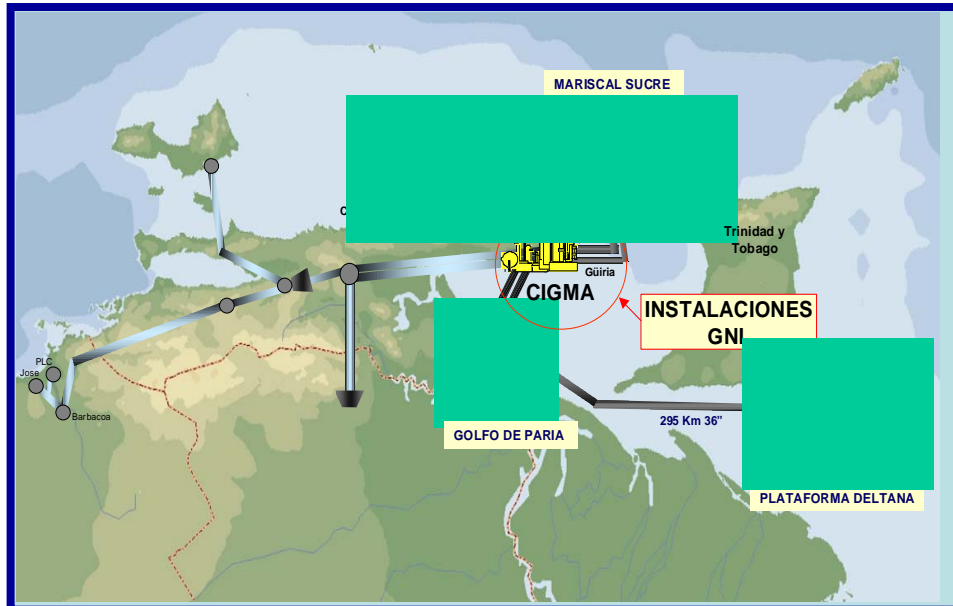 MARISCAL SUCRE
C
Trinidad y
Tobago
Güiria
CIGMA
INSTALACIONES
GNL
PLC
Jose
Barbacoa
295 Km 36"
GOLFO DE PARIA
PLATAFORMA DELTANA